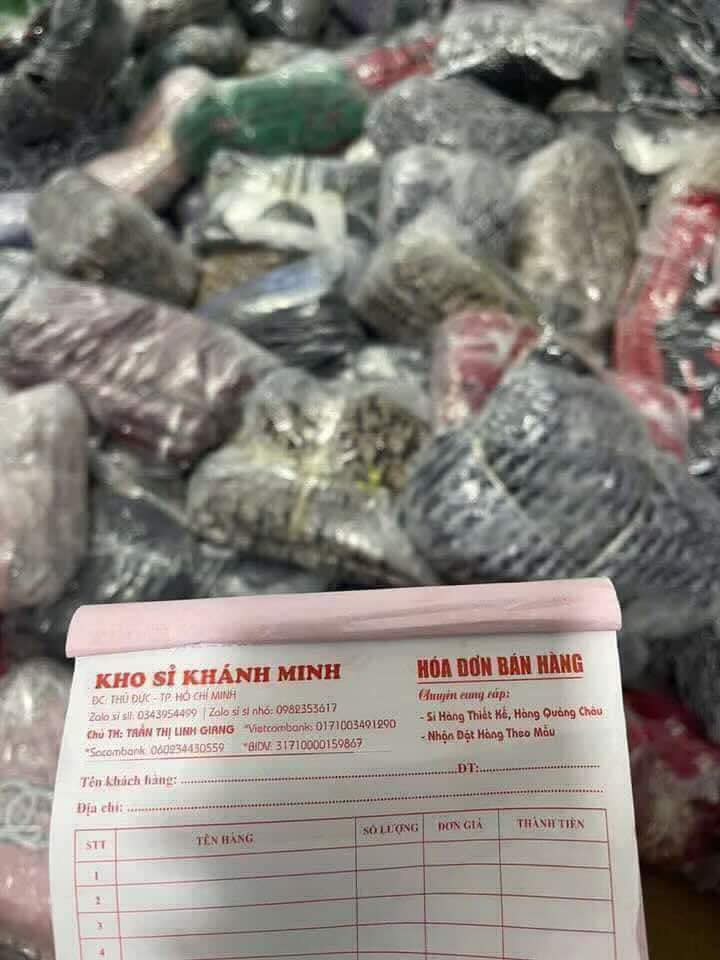 KHO SỈ KHÁNH MINH
ĐC: THỦ ĐỨC - TP. HỒ CHÍ MINH
Zalo sỉ sll: 0343954499 | Zalo sỉ sỉ nhỏ: 0982353617
Chủ TK: TRẦN THỊ LINH GIANG *Vietcombank: 0171003491290
*Sacombank: 060234430559 *BIDV: 31710000159867
HÓA ĐƠN BÁN HÀNG
Chuyên cung cấp:
- Sỉ Hàng Thiết Kế, Hàng Quảng Châu
- Nhận Đặt Hàng Theo Mẫu
Tên khách hàng: ĐT:
Địa chỉ:
STT TÊN HÀNG SỐ LƯỢNG ĐƠN GIÁ THÀNH TIỀN
1
2
3
4